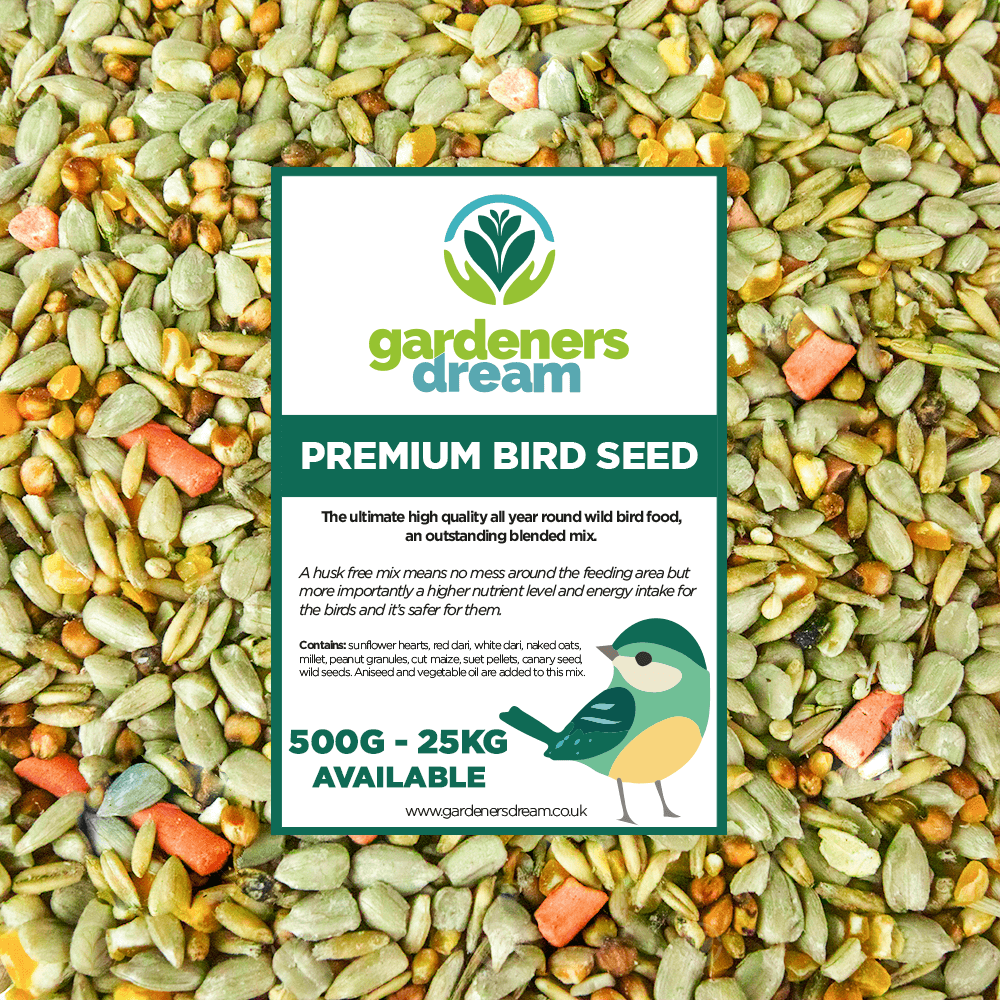 gardeners
dream
PREMIUM BIRD SEED
The ultimate high quality all year round wild bird food,
an outstanding blended mix.
A husk free mix means no mess around the feeding area but
more importantly a higher nutrient level and energy intake for
the birds and it's safer for them.
Contains: sunflower hearts, red dari, white dari, naked oats,
millet, peanut granules, cut maize, suet pellets, canary seed,
wild seeds. Aniseed and vegetable oil are added to this mix.
500G - 25KG
AVAILABLE
www.gardenersdream.co.uk